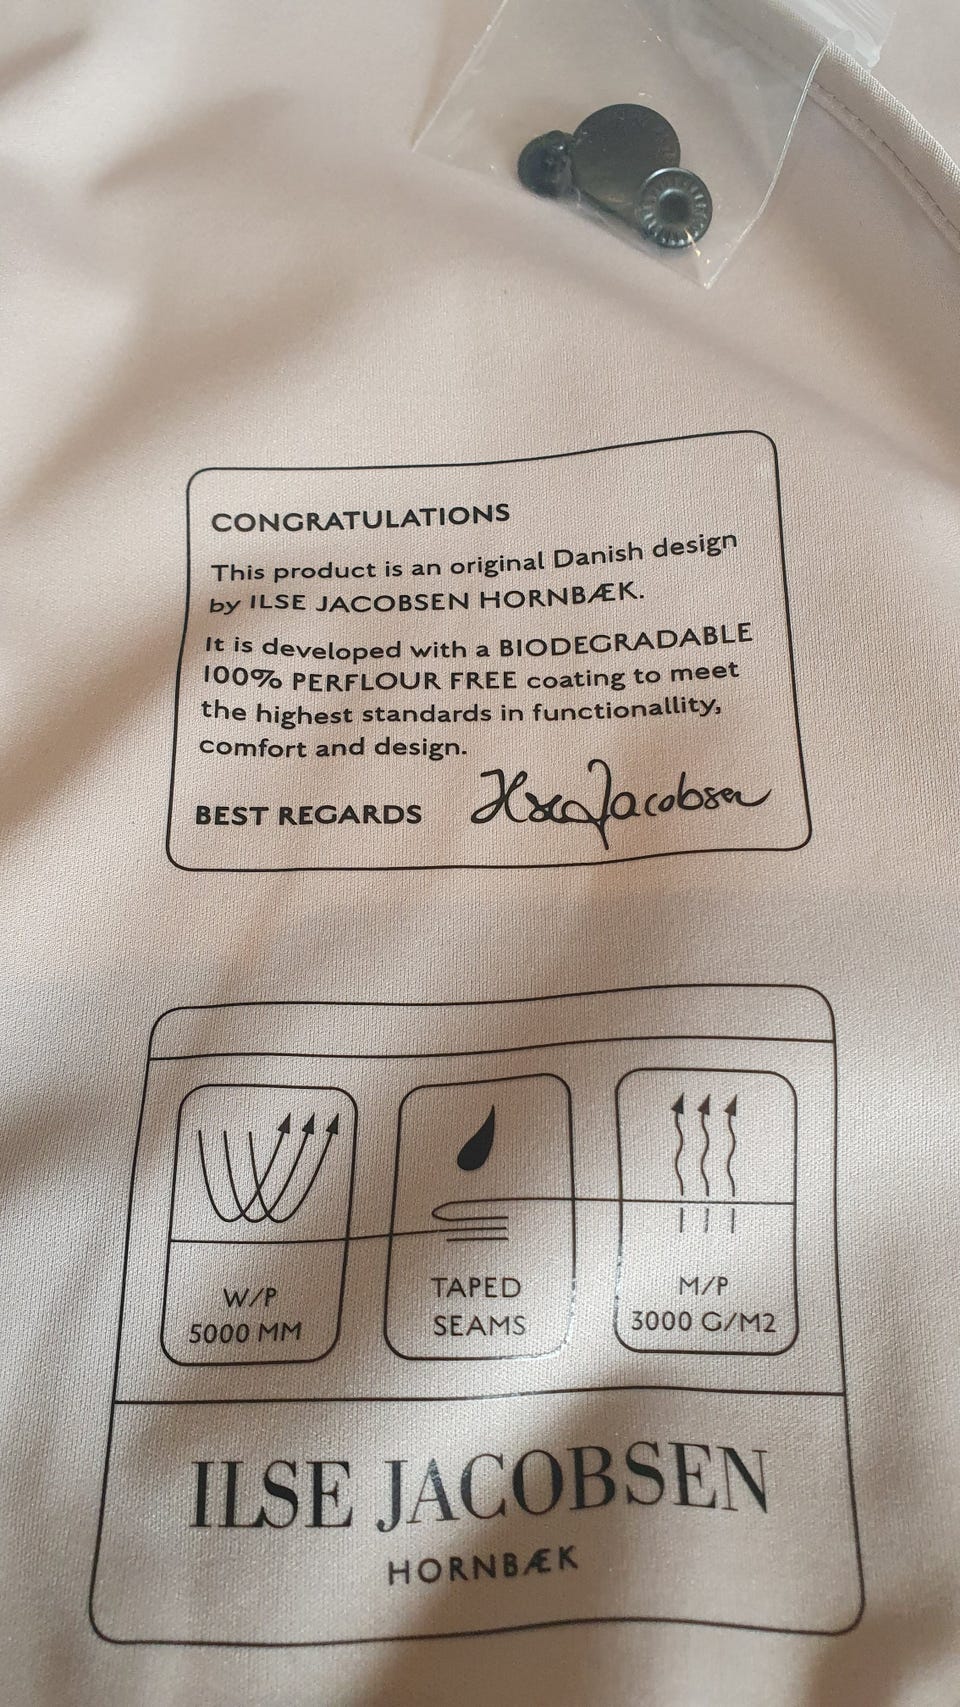 CONGRATULATIONS
This product is an original Danish design
by ILSE JACOBSEN HORNBÆK.
It is developed with a BIODEGRADABLE
100% PERFLOUR FREE coating to meet
the highest standards in functionallity,
comfort and design.
BEST REGARDS Ilse Jacobsen
W/P
5000 MM
TAPED
SEAMS
M/P
3000 G/M2
ILSE JACOBSEN
HORNBÆK